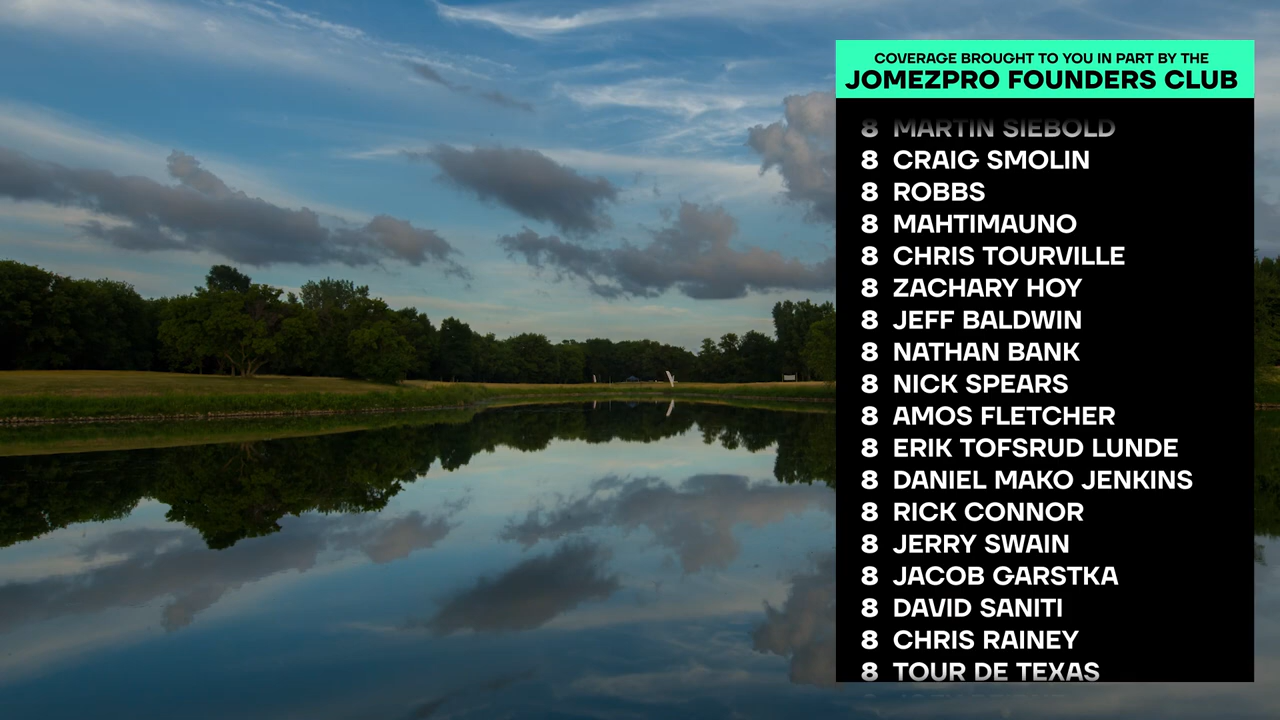 COVERAGE BROUGHT TO YOU IN PART BY THE
JOMEZPRO FOUNDERS CLUB
8 MARTIN SIEBOLD
8 CRAIG SMOLIN
8 ROBBS
8 MAHTIMAUNO
8 CHRIS TOURVILLE
8 ZACHARY HOY
8 JEFF BALDWIN
8 NATHAN BANK
8 NICK SPEARS
8 AMOS FLETCHER
8 ERIK TOFSRUD LUNDE
8 DANIEL MAKO JENKINS
8 RICK CONNOR
8 JERRY SWAIN
8 JACOB GARSTKA
8 DAVID SANITI
8 CHRIS RAINEY
8 TOUR DE TEXAS